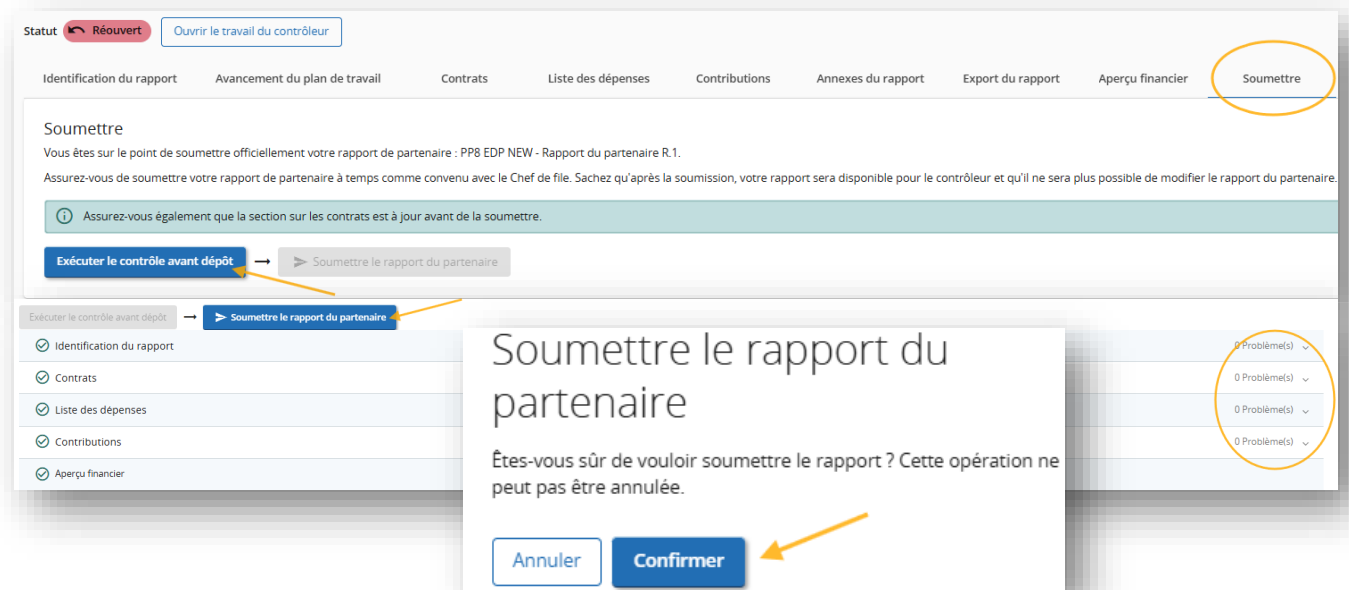 Statut Réouvert Ouvrir le travail du contrôleur
Identification du rapport Avancement du plan de travail Contrats Liste des dépenses Contributions Annexes du rapport Export du rapport Aperçu financier Soumettre
Soumettre
Vous êtes sur le point de soumettre officiellement votre rapport de partenaire : PP8 EDP NEW - Rapport du partenaire R.1.
Assurez-vous de soumettre votre rapport de partenaire à temps comme convenu avec le Chef de file. Sachez qu'après la soumission, votre rapport sera disponible pour le contrôleur et qu'il ne sera plus possible de modifier le rapport du partenaire.
Assurez-vous également que la section sur les contrats est à jour avant de la soumettre.
Exécuter le contrôle avant dépôt → Soumettre le rapport du partenaire
Exécuter le contrôle avant dépôt → Soumettre le rapport du partenaire
Identification du rapport 0 Problème(s)
Contrats 0 Problème(s)
Liste des dépenses 0 Problème(s)
Contributions 0 Problème(s)
Aperçu financier
Soumettre le rapport du
partenaire
Êtes-vous sûr de vouloir soumettre le rapport ? Cette opération ne
peut pas être annulée.
Annuler Confirmer